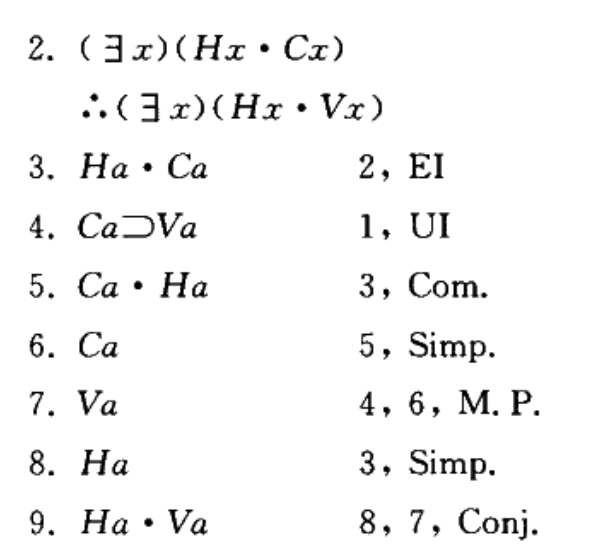 2. (∃x)(Hx · Cx)
∴(∃x)(Hx · Vx)
3. Ha · Ca 2, EI
4. Ca⊃Va 1, UI
5. Ca · Ha 3, Com.
6. Ca 5, Simp.
7. Va 4, 6, M. P.
8. Ha 3, Simp.
9. Ha · Va 8, 7, Conj.